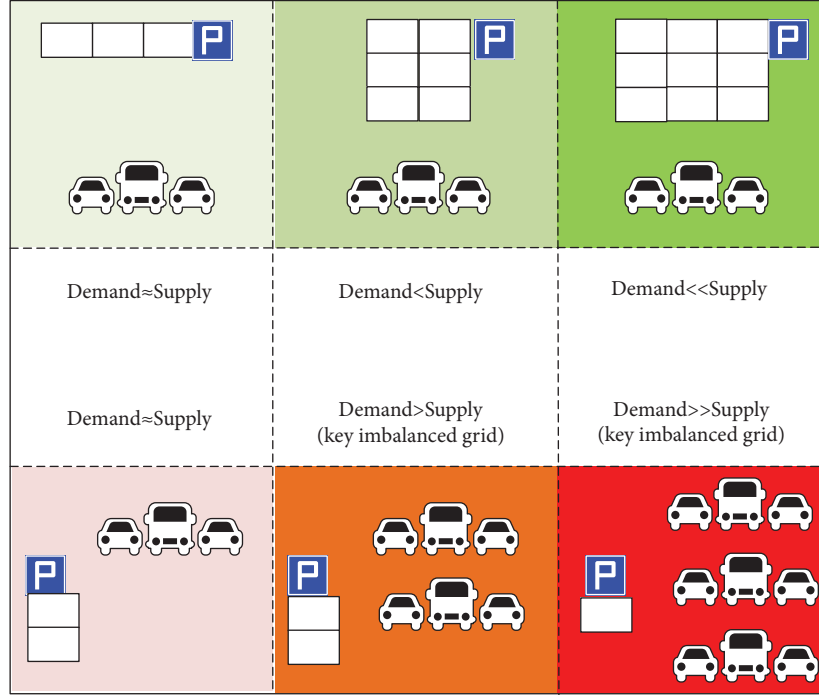 P P P
Demand≈Supply Demand<Supply Demand<<Supply
Demand≈Supply Demand>Supply Demand>>Supply
(key imbalanced grid) (key imbalanced grid)
P P P